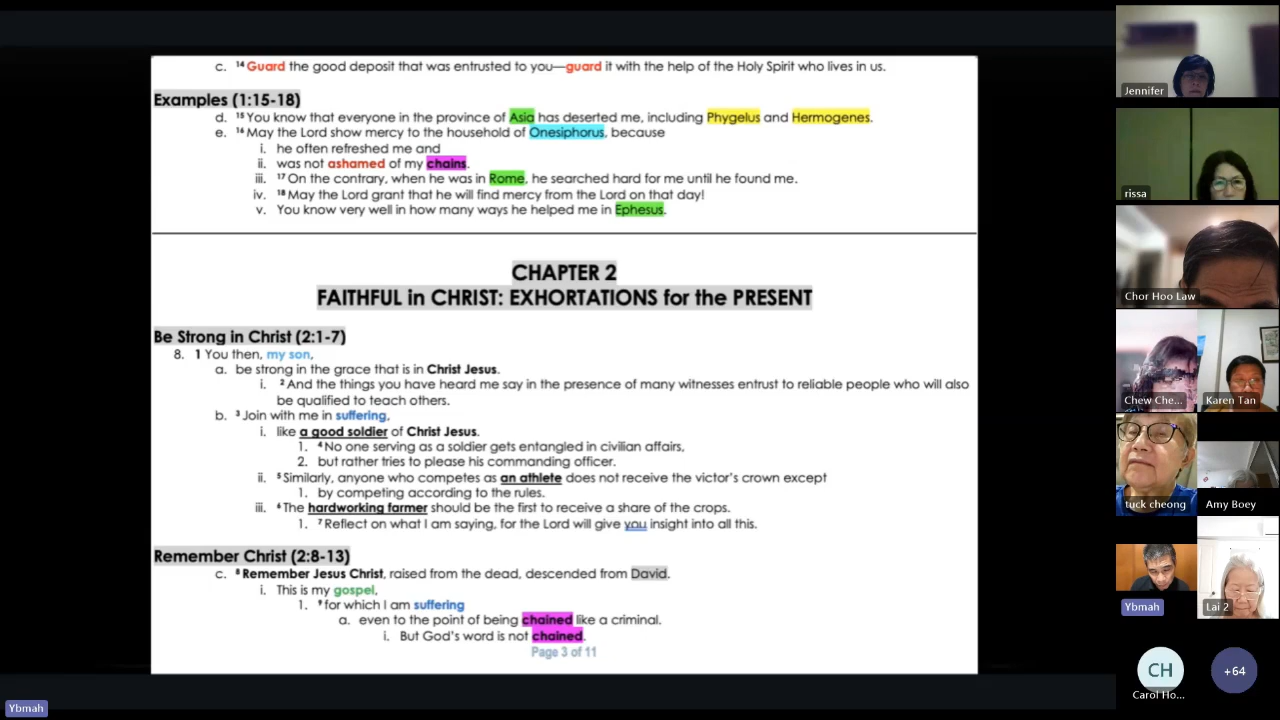 c. 14 Guard the good deposit that was entrusted to you—guard it with the help of the Holy Spirit who lives in us.
Examples (1:15-18)
d. 15 You know that everyone in the province of Asia has deserted me, including Phygelus and Hermogenes.
e. 16 May the Lord show mercy to the household of Onesiphorus, because
i. he often refreshed me and
ii. was not ashamed of my chains.
iii. 17 On the contrary, when he was in Rome, he searched hard for me until he found me.
iv. 18 May the Lord grant that he will find mercy from the Lord on that day!
v. You know very well in how many ways he helped me in Ephesus.
CHAPTER 2
FAITHFUL in CHRIST: EXHORTATIONS for the PRESENT
Be Strong in Christ (2:1-7)
8. 1 You then, my son,
a. be strong in the grace that is in Christ Jesus.
i. 2 And the things you have heard me say in the presence of many witnesses entrust to reliable people who will also
be qualified to teach others.
b. 3 Join with me in suffering,
i. like a good soldier of Christ Jesus.
1. 4 No one serving as a soldier gets entangled in civilian affairs,
2. but rather tries to please his commanding officer.
ii. 5 Similarly, anyone who competes as an athlete does not receive the victor's crown except
1. by competing according to the rules.
iii. 6 The hardworking farmer should be the first to receive a share of the crops.
1. 7 Reflect on what I am saying, for the Lord will give you insight into all this.
Remember Christ (2:8-13)
c. 8 Remember Jesus Christ, raised from the dead, descended from David.
i. This is my gospel,
1. 9 for which I am suffering
a. even to the point of being chained like a criminal.
i. But God's word is not chained.
Page 3 of 11
Ybmah
Jennifer
rissa
Chor Hoo Law
Chew Che...
Karen Tan
tuck cheong
Amy Boey
Ybmah
Lai 2
CH
Carol Ho...
+64